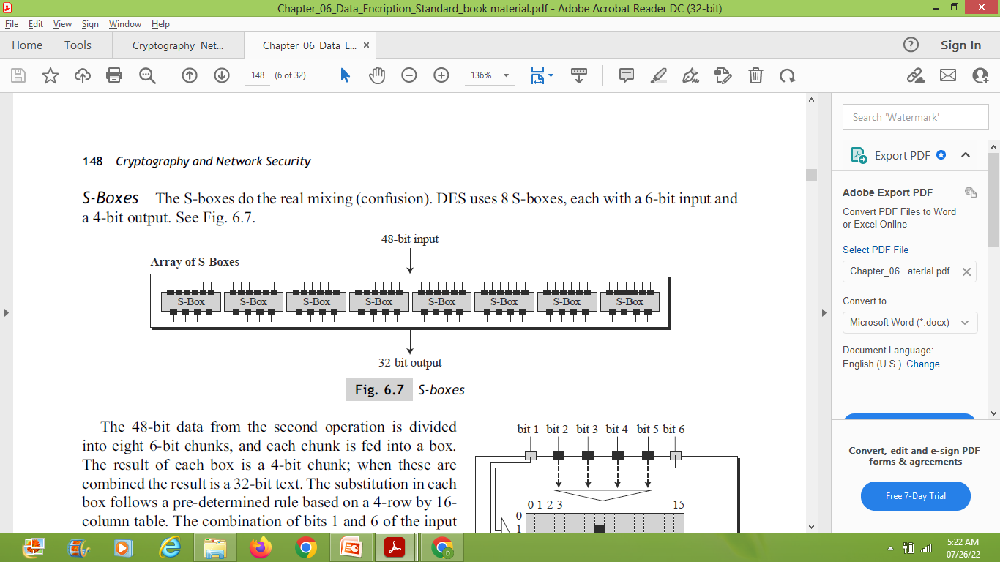 Chapter_06_Data_Encription_Standard_book material.pdf - Adobe Acrobat Reader DC (32-bit)
File Edit View Sign Window Help
Home Tools Cryptography Net... Chapter_06_Data_E... ×
Sign In
148 (6 of 32) 136%
Search 'Watermark'
148 Cryptography and Network Security
S-Boxes The S-boxes do the real mixing (confusion). DES uses 8 S-boxes, each with a 6-bit input and
a 4-bit output. See Fig. 6.7.
48-bit input
Array of S-Boxes
S-Box S-Box S-Box S-Box S-Box S-Box S-Box S-Box
32-bit output
Fig. 6.7 S-boxes
The 48-bit data from the second operation is divided
into eight 6-bit chunks, and each chunk is fed into a box.
The result of each box is a 4-bit chunk; when these are
combined the result is a 32-bit text. The substitution in each
box follows a pre-determined rule based on a 4-row by 16-
column table. The combination of bits 1 and 6 of the input
bit 1 bit 2 bit 3 bit 4 bit 5 bit 6
0 1 2 3 15
0
1
Export PDF
Adobe Export PDF
Convert PDF Files to Word
or Excel Online
Select PDF File
Chapter_06...aterial.pdf
Convert to
Microsoft Word (*.docx)
Document Language:
English (U.S.) Change
Convert, edit and e-sign PDF
forms & agreements
Free 7-Day Trial
5:22 AM
07/26/22